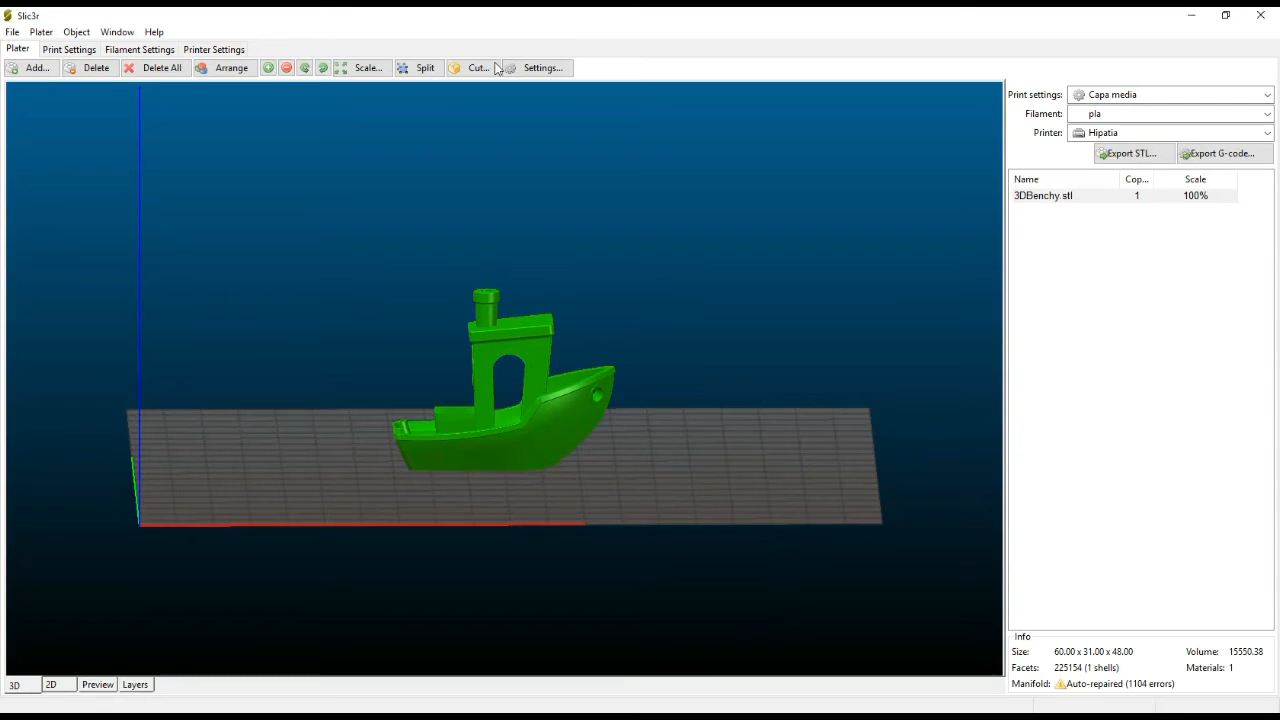 Slic3r
File Plater Object Window Help
Plater Print Settings Filament Settings Printer Settings
Add... Delete Delete All Arrange Scale... Split Cut... Settings...
Print settings: Capa media
Filament: pla
Printer: Hipatia
Export STL... Export G-code...
Name Cop... Scale
3DBenchy.stl 1 100%
Info
Size: 60.00 x 31.00 x 48.00 Volume: 15550.38
Facets: 225154 (1 shells) Materials: 1
Manifold: Auto-repaired (1104 errors)
3D 2D Preview Layers